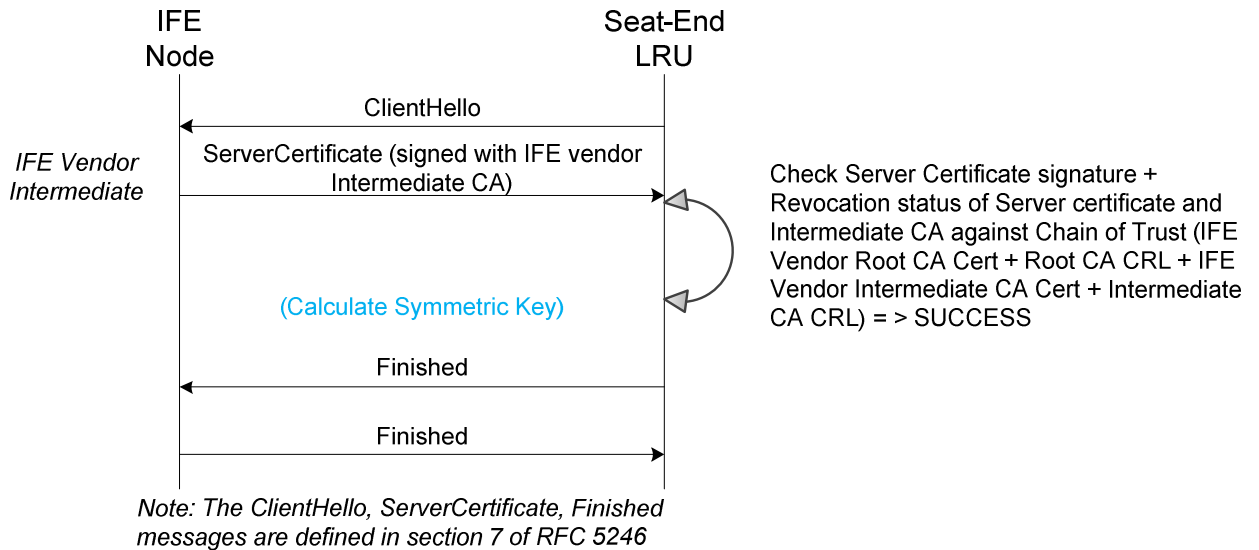 IFE
Node
Seat-End
LRU
ClientHello
IFE Vendor
Intermediate
ServerCertificate (signed with IFE vendor
Intermediate CA)
Check Server Certificate signature +
Revocation status of Server certificate and
Intermediate CA against Chain of Trust (IFE
Vendor Root CA Cert + Root CA CRL + IFE
Vendor Intermediate CA Cert + Intermediate
CA CRL) = > SUCCESS
(Calculate Symmetric Key)
Finished
Finished
Note: The ClientHello, ServerCertificate, Finished
messages are defined in section 7 of RFC 5246